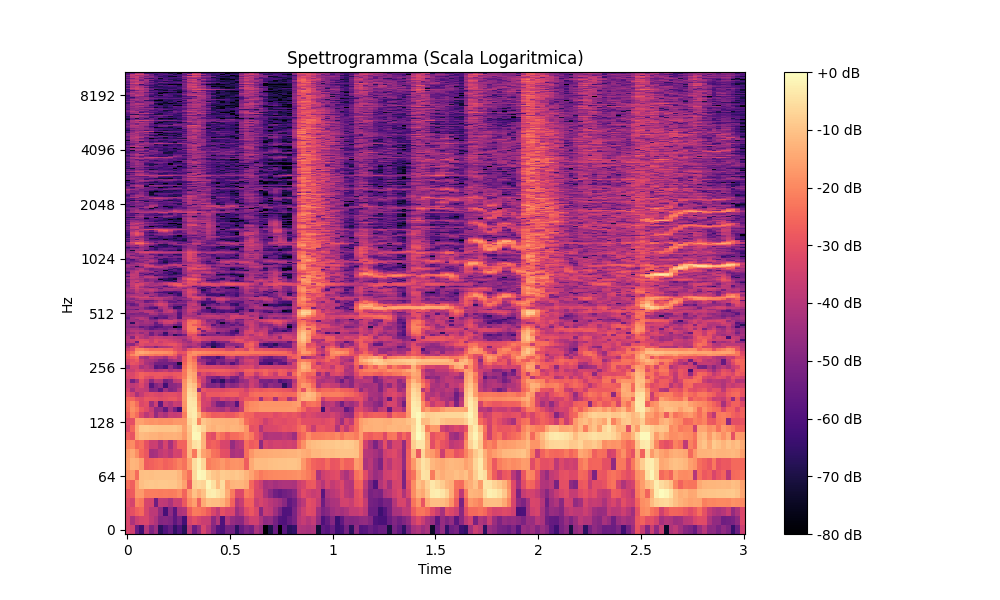 Spettrogramma (Scala Logaritmica)
Hz
8192
4096
2048
1024
512
256
128
64
0
0
0.5
1
1.5
2
2.5
3
Time
+0 dB
-10 dB
-20 dB
-30 dB
-40 dB
-50 dB
-60 dB
-70 dB
-80 dB